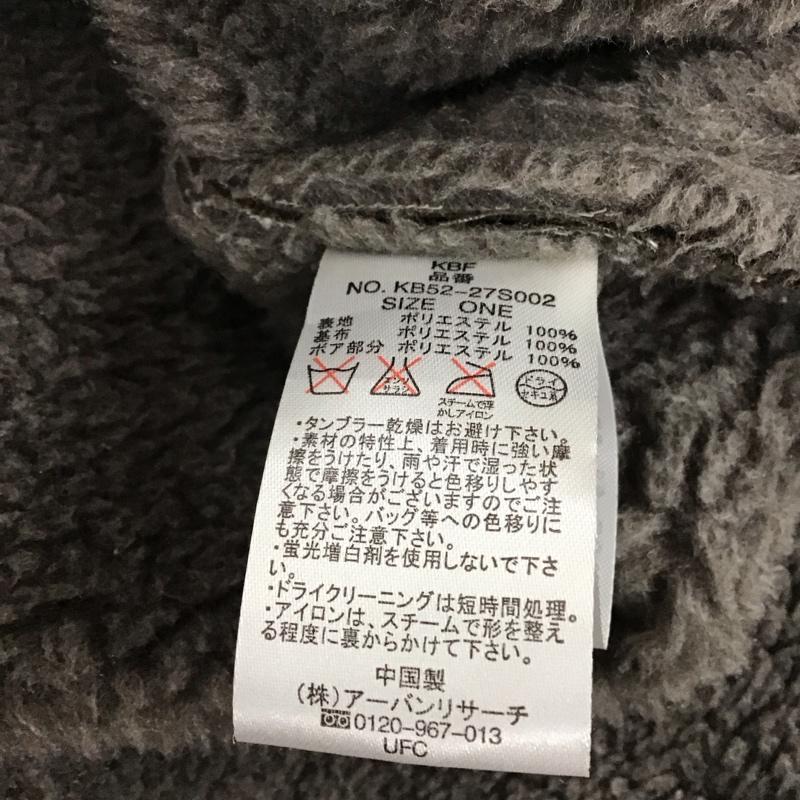 KBF
品番
NO. KB52-27S002
SIZE ONE
表地 ポリエステル 100%
基布 ポリエステル 100%
ボア部分 ポリエステル 100%
エンソ
サラシ
ドライ
セキユ系
スチームで浮
かしアイロン
・タンブラー乾燥はお避け下さい。
・素材の特性上、着用時に強い摩
擦をうけたり、雨や汗で湿った状
態で摩擦をうけると色移りしやす
くなる場合がございますのでご注
意下さい。バッグ等への色移りに
も充分ご注意下さい。
・蛍光増白剤を使用しないで下さ
い。
・ドライクリーニングは短時間処理。
・アイロンは、スチームで形を整え
る程度に裏からかけて下さい。
中国製
(株)アーバンリサーチ
0120-967-013
UFC